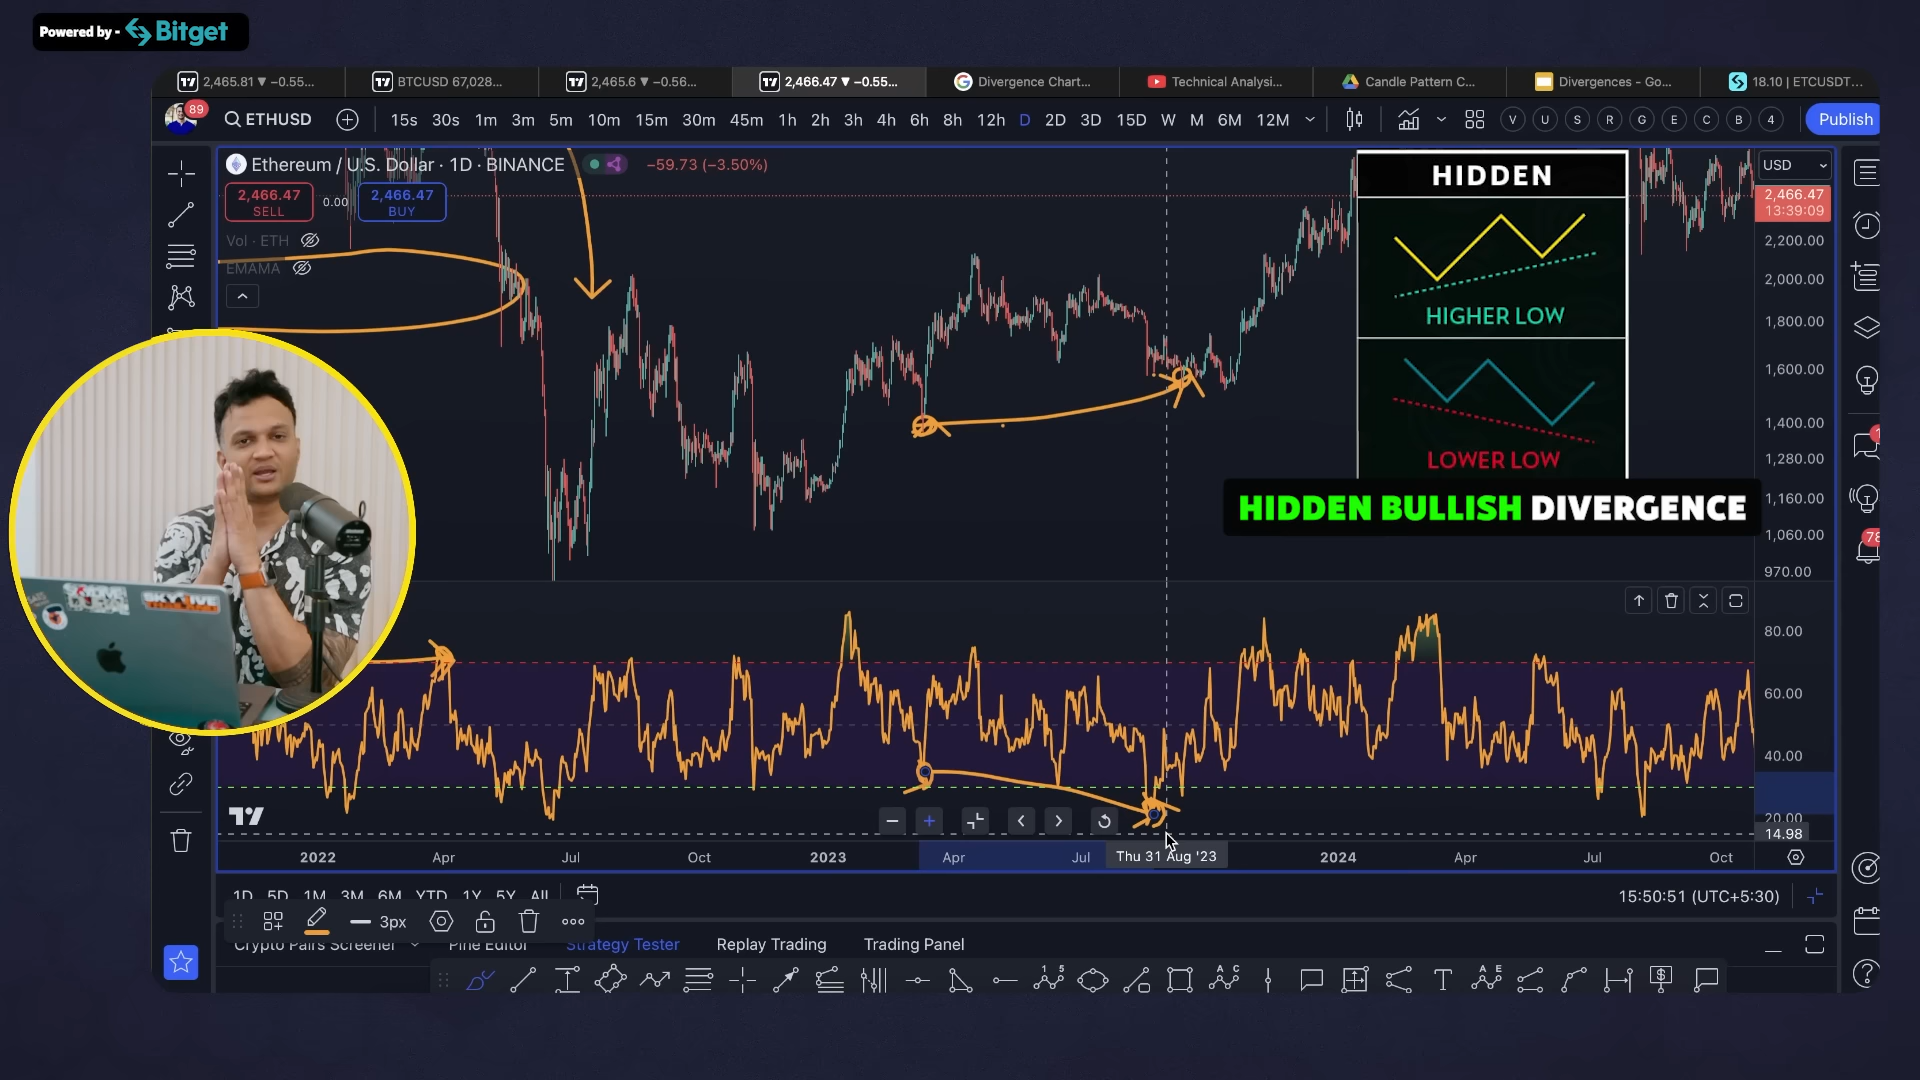 Powered by - Bitget
2,465.81 ▼ −0.55...
BTCUSD 67,028...
2,465.6 ▼ −0.56...
2,466.47 ▼ −0.55...
Divergence Chart...
Technical Analysi...
Candle Pattern C...
Divergences - Go...
18.10 | ETCUSDT...
89
ETHUSD
15s 30s 1m 3m 5m 10m 15m 30m 45m 1h 2h 3h 4h 6h 8h 12h D 2D 3D 15D W M 6M 12M
V U S R G E C B 4
Publish
Ethereum / U.S. Dollar · 1D · BINANCE −59.73 (−3.50%)
2,466.47 SELL
0.00
2,466.47 BUY
Vol · ETH
EMAMA
HIDDEN
HIGHER LOW
LOWER LOW
HIDDEN BULLISH DIVERGENCE
USD
2,466.47
13:39:09
2,200.00
2,000.00
1,800.00
1,600.00
1,400.00
1,280.00
1,160.00
1,060.00
970.00
80.00
60.00
40.00
20.00
14.98
78
2022 Apr Jul Oct 2023 Apr Jul Thu 31 Aug '23 2024 Apr Jul Oct
1D 5D 1M 3M 6M YTD 1Y 5Y All
15:50:51 (UTC+5:30)
3px
Crypto Pairs Screener Pine Editor Strategy Tester Replay Trading Trading Panel